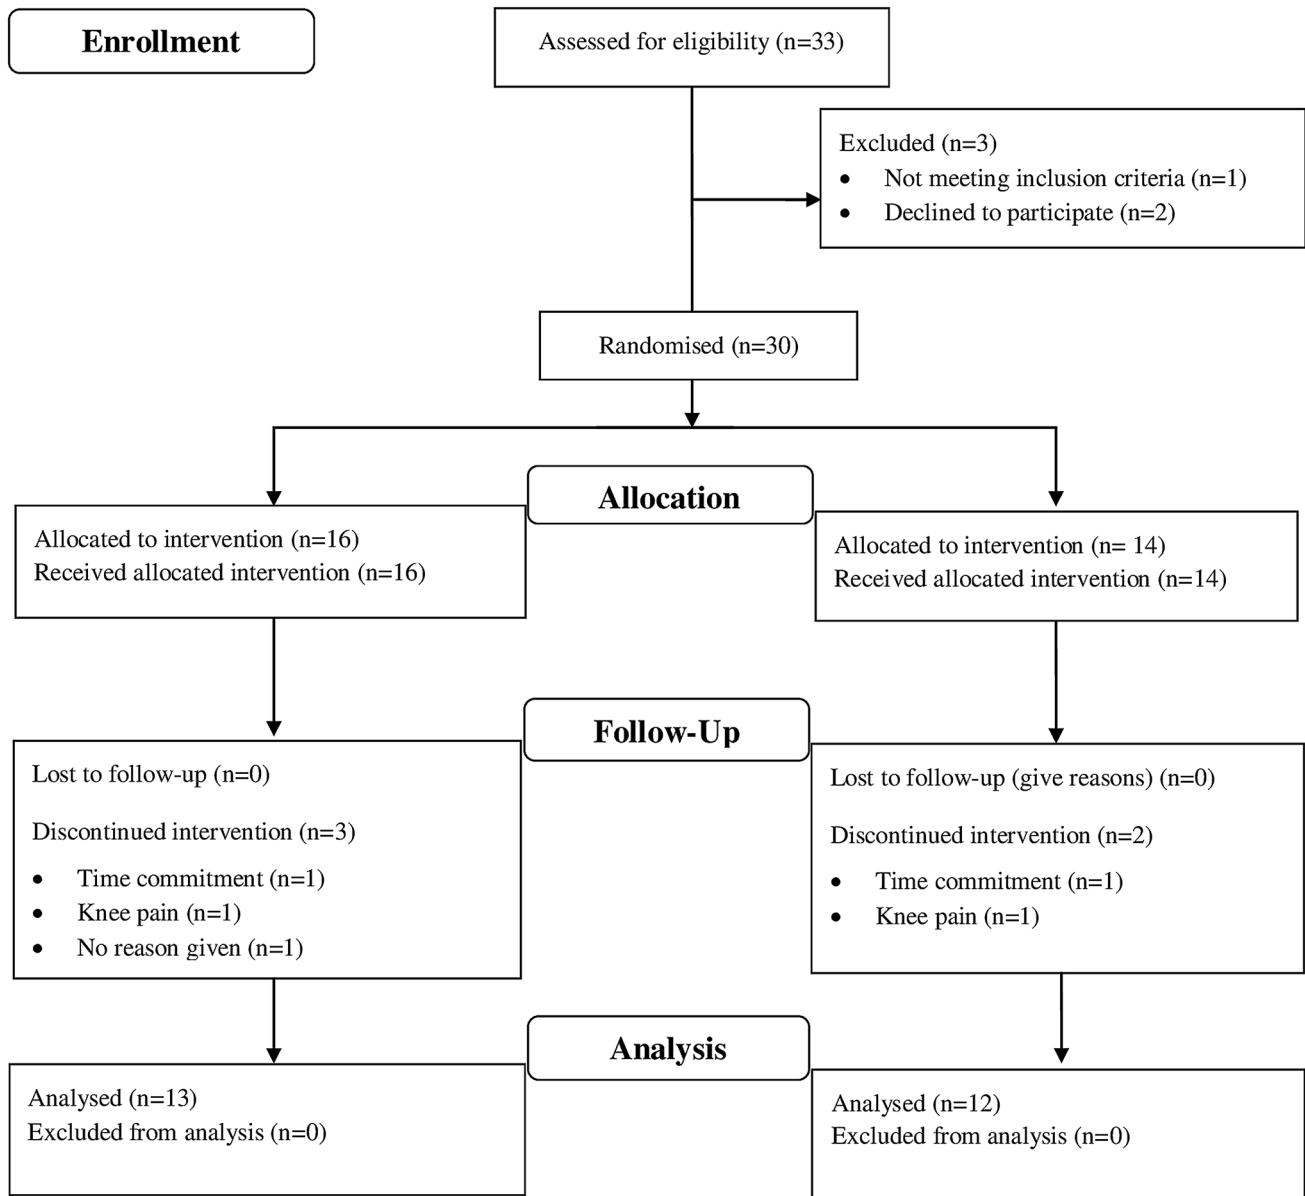 Enrollment
Assessed for eligibility (n=33)
Excluded (n=3)
• Not meeting inclusion criteria (n=1)
• Declined to participate (n=2)
Randomised (n=30)
Allocation
Allocated to intervention (n=16)
Received allocated intervention (n=16)
Allocated to intervention (n= 14)
Received allocated intervention (n=14)
Follow-Up
Lost to follow-up (n=0)
Discontinued intervention (n=3)
• Time commitment (n=1)
• Knee pain (n=1)
• No reason given (n=1)
Lost to follow-up (give reasons) (n=0)
Discontinued intervention (n=2)
• Time commitment (n=1)
• Knee pain (n=1)
Analysis
Analysed (n=13)
Excluded from analysis (n=0)
Analysed (n=12)
Excluded from analysis (n=0)